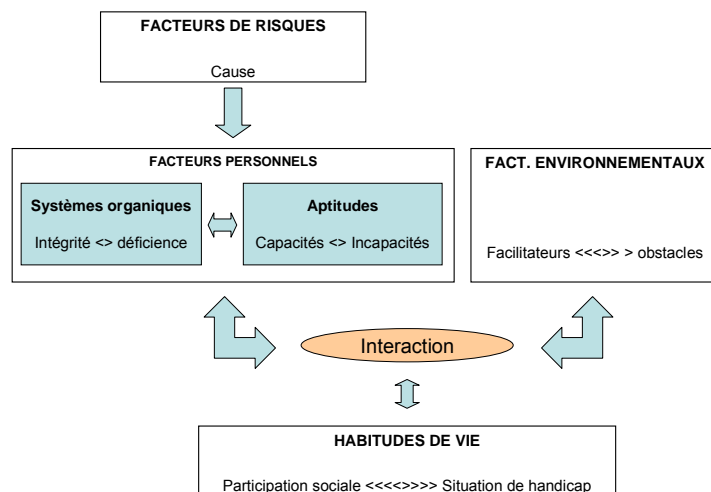 FACTEURS DE RISQUES
Cause
FACTEURS PERSONNELS
Systèmes organiques
Intégrité <> déficience
Aptitudes
Capacités <> Incapacités
FACT. ENVIRONNEMENTAUX
Facilitateurs <<<>> > obstacles
Interaction
HABITUDES DE VIE
Participation sociale <<<<>>>> Situation de handicap